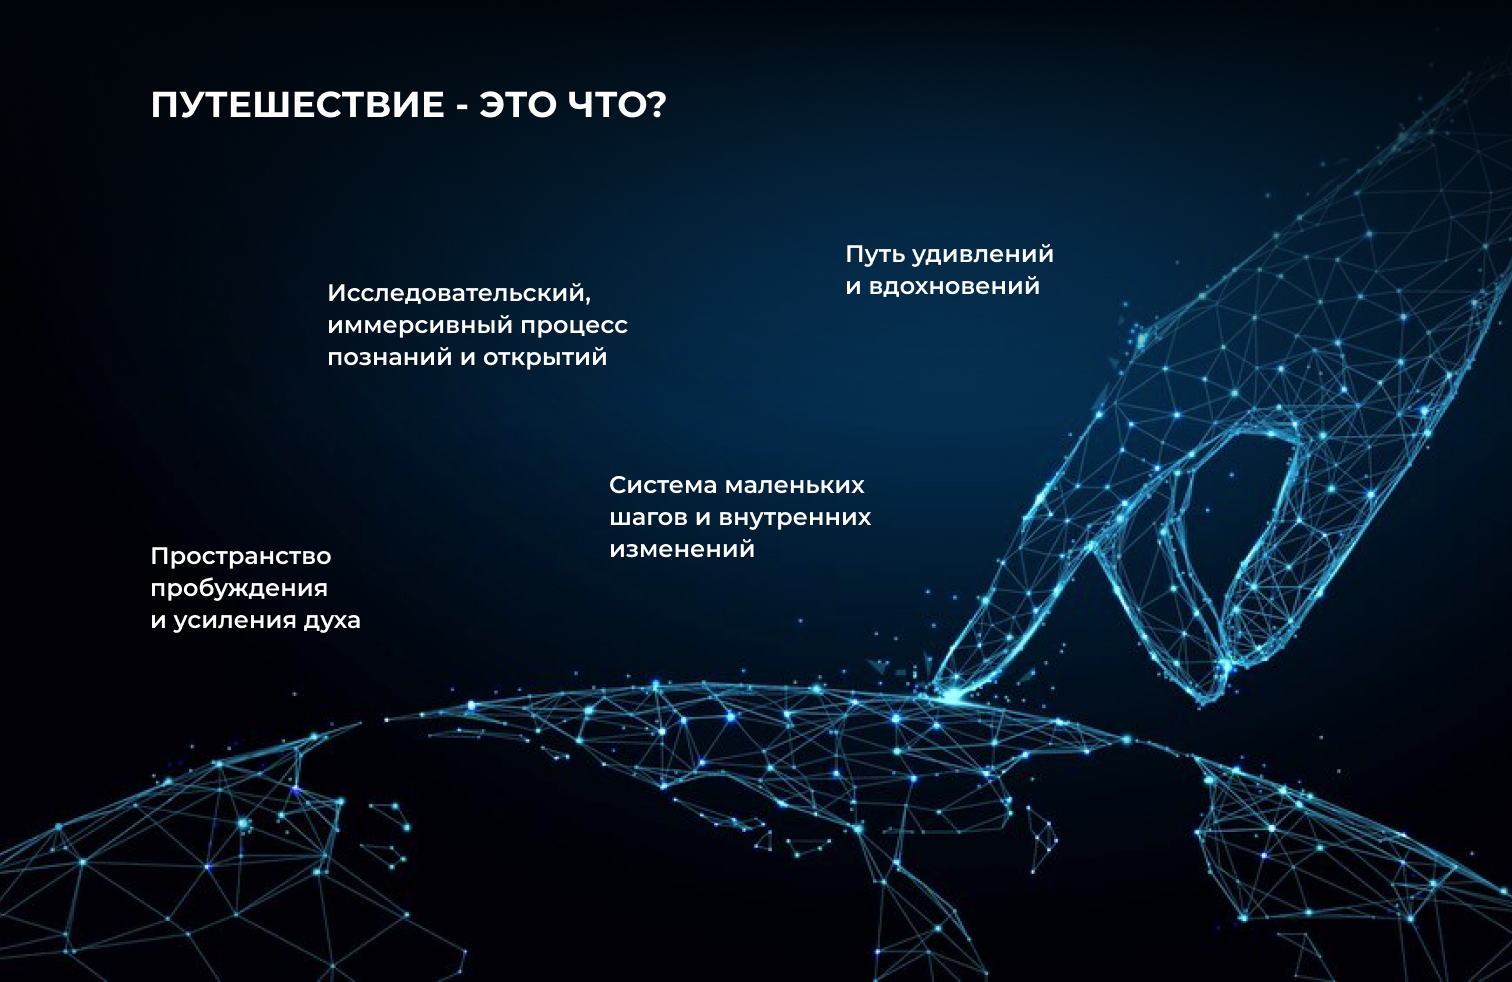 ПУТЕШЕСТВИЕ - ЭТО ЧТО?
Исследовательский,
иммерсивный процесс
познаний и открытий
Путь удивлений
и вдохновений
Система маленьких
шагов и внутренних
изменений
Пространство
пробуждения
и усиления духа